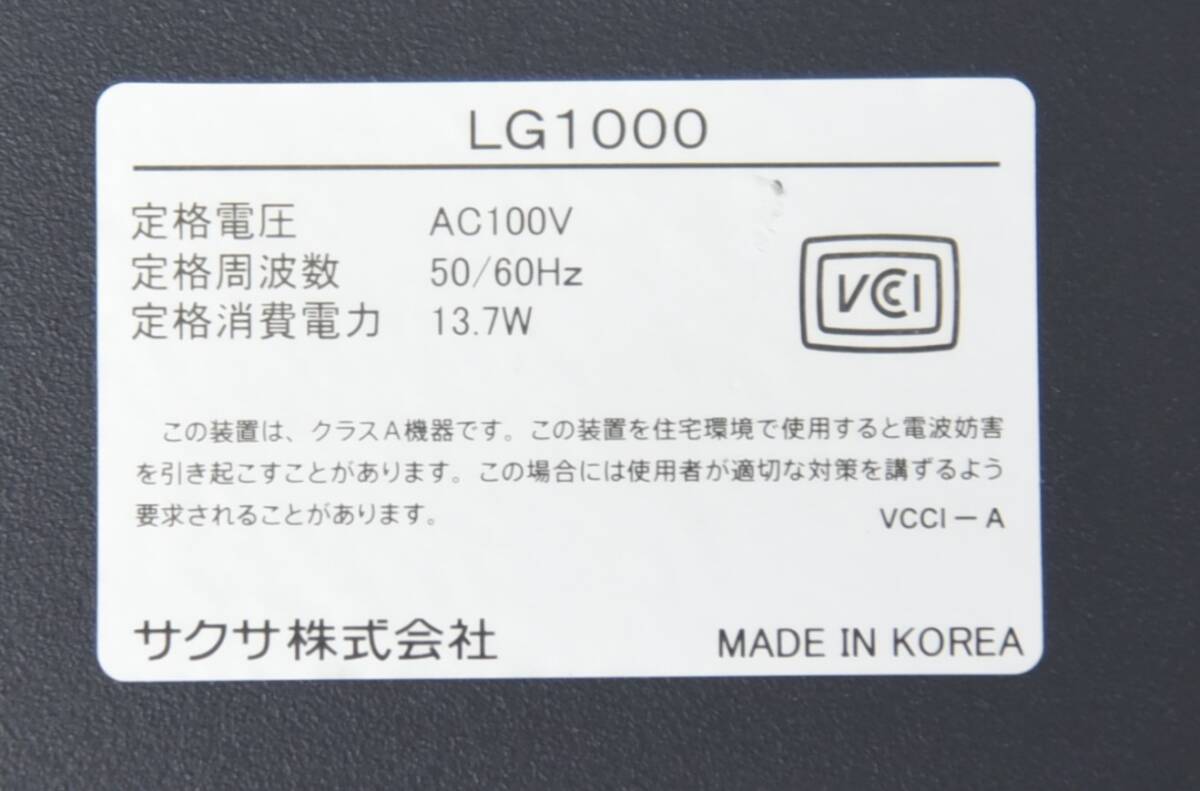 LG1000
定格電圧 AC100V
定格周波数 50/60Hz
定格消費電力 13.7W
VCCI
この装置は、クラスA機器です。この装置を住宅環境で使用すると電波妨害
を引き起こすことがあります。この場合には使用者が適切な対策を講ずるよう
要求されることがあります。 VCCI－A
サクサ株式会社 MADE IN KOREA